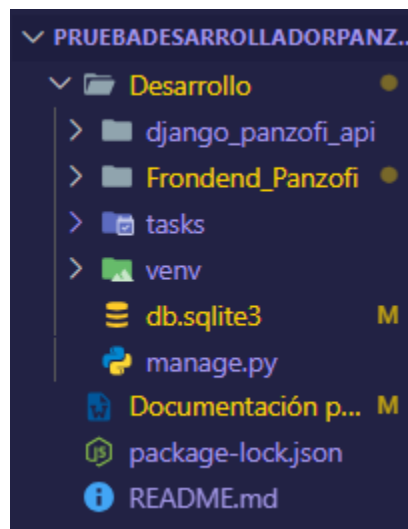 PRUEBADESARROLLADORPANZ...
Desarrollo
django_panzofi_api
Frondend_Panzofi
tasks
venv
db.sqlite3 M
manage.py
Documentación p... M
package-lock.json
README.md